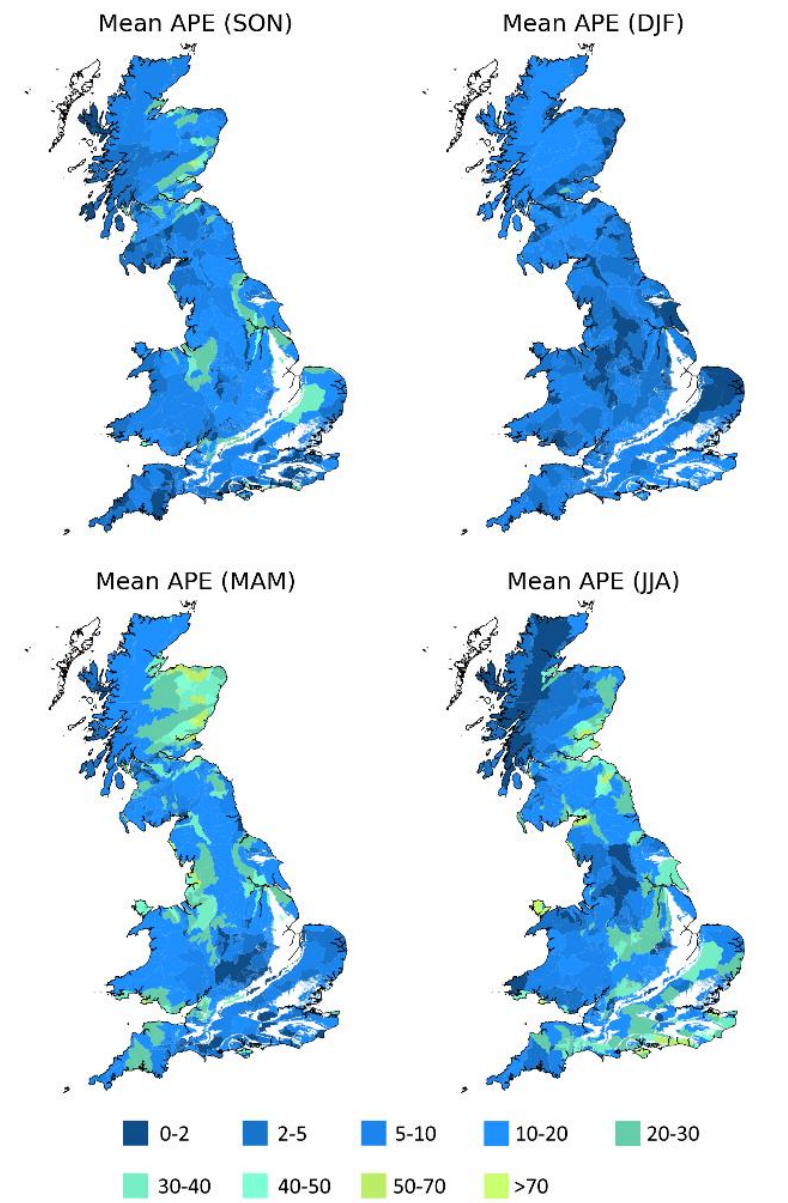 Mean APE (SON) Mean APE (DJF)
Mean APE (MAM) Mean APE (JJA)
0-2 2-5 5-10 10-20 20-30
30-40 40-50 50-70 >70